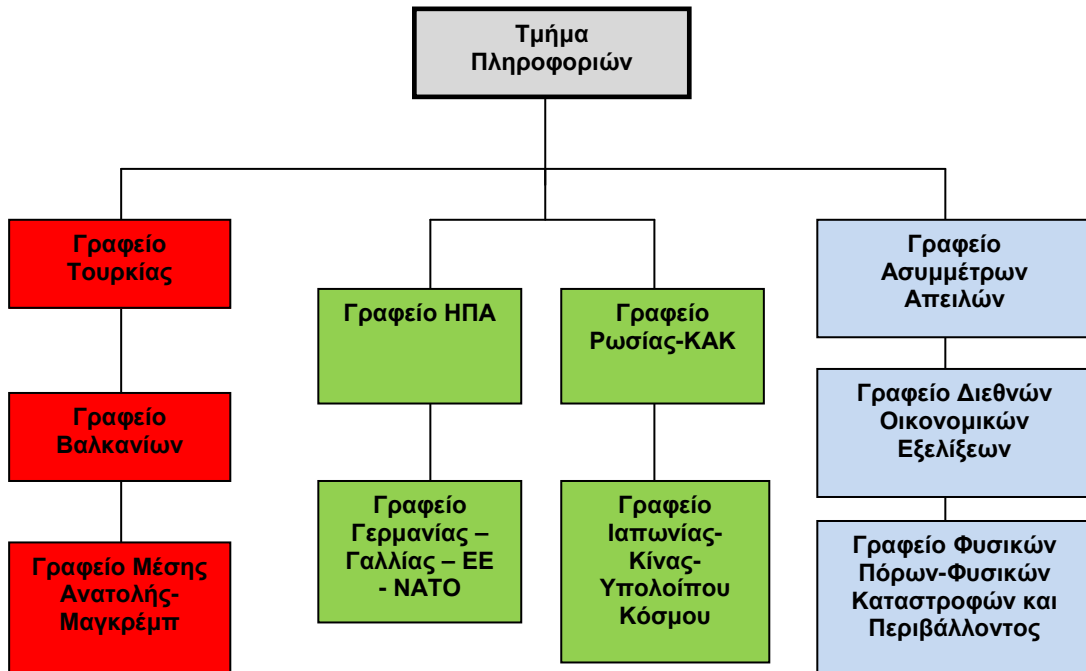 Τμήμα
Πληροφοριών
Γραφείο
Τουρκίας
Γραφείο
Βαλκανίων
Γραφείο Μέσης
Ανατολής-
Μαγκρέμπ
Γραφείο ΗΠΑ
Γραφείο
Γερμανίας –
Γαλλίας – ΕΕ
- ΝΑΤΟ
Γραφείο
Ρωσίας-ΚΑΚ
Γραφείο
Ιαπωνίας-
Κίνας-
Υπολοίπου
Κόσμου
Γραφείο
Ασυμμέτρων
Απειλών
Γραφείο Διεθνών
Οικονομικών
Εξελίξεων
Γραφείο Φυσικών
Πόρων-Φυσικών
Καταστροφών και
Περιβάλλοντος